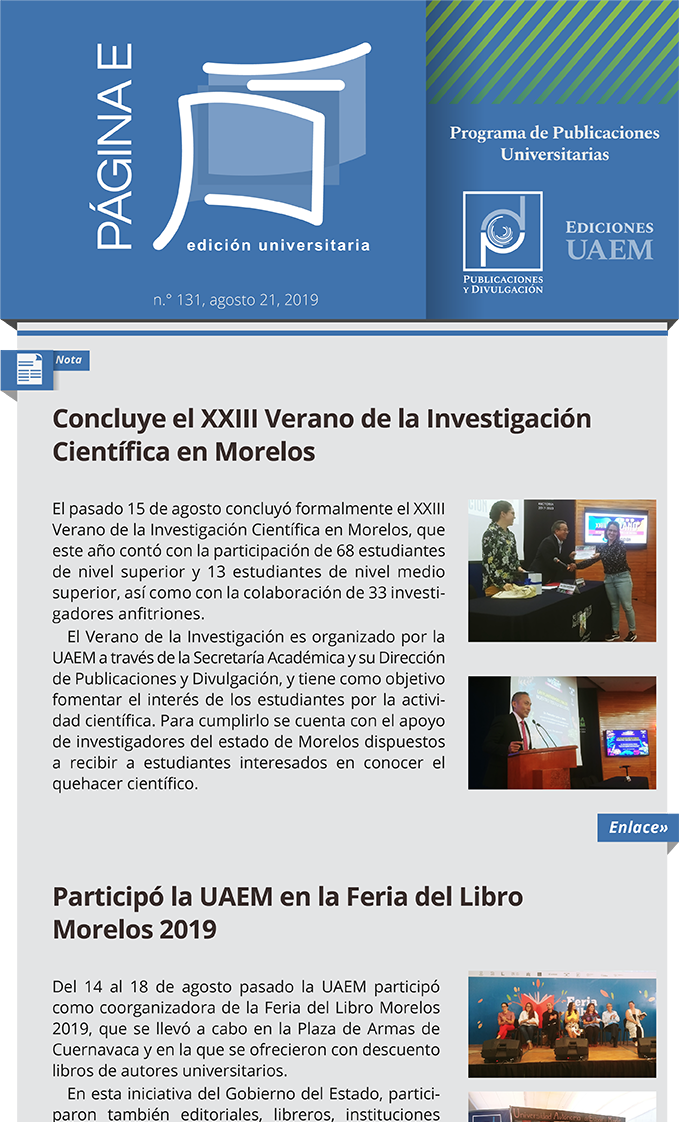 PÁGINA E
edición universitaria
n.° 131, agosto 21, 2019
Programa de Publicaciones
Universitarias
PUBLICACIONES
Y DIVULGACIÓN
EDICIONES
UAEM
Nota
Concluye el XXIII Verano de la Investigación
Científica en Morelos
El pasado 15 de agosto concluyó formalmente el XXIII
Verano de la Investigación Científica en Morelos, que
este año contó con la participación de 68 estudiantes
de nivel superior y 13 estudiantes de nivel medio
superior, así como con la colaboración de 33 investi-
gadores anfitriones.
El Verano de la Investigación es organizado por la
UAEM a través de la Secretaría Académica y su Dirección
de Publicaciones y Divulgación, y tiene como objetivo
fomentar el interés de los estudiantes por la activi-
dad científica. Para cumplirlo se cuenta con el apoyo
de investigadores del estado de Morelos dispuestos
a recibir a estudiantes interesados en conocer el
quehacer científico.
Enlace»
Participó la UAEM en la Feria del Libro
Morelos 2019
Del 14 al 18 de agosto pasado la UAEM participó
como coorganizadora de la Feria del Libro Morelos
2019, que se llevó a cabo en la Plaza de Armas de
Cuernavaca y en la que se ofrecieron con descuento
libros de autores universitarios.
En esta iniciativa del Gobierno del Estado, partici-
paron también editoriales, libreros, instituciones
Feria